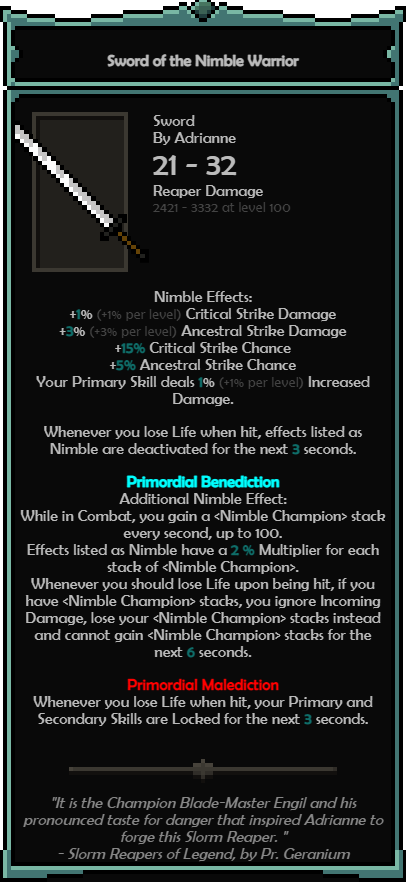 Sword of the Nimble Warrior
Sword
By Adrianne
21 - 32
Reaper Damage
2421 - 3332 at level 100
Nimble Effects:
+1% (+1% per level) Critical Strike Damage
+3% (+3% per level) Ancestral Strike Damage
+15% Critical Strike Chance
+5% Ancestral Strike Chance
Your Primary Skill deals 1% (+1% per level) Increased
Damage.
Whenever you lose Life when hit, effects listed as
Nimble are deactivated for the next 3 seconds.
Primordial Benediction
Additional Nimble Effect:
While in Combat, you gain a <Nimble Champion> stack
every second, up to 100.
Effects listed as Nimble have a 2 % Multiplier for each
stack of <Nimble Champion>.
Whenever you should lose Life upon being hit, if you
have <Nimble Champion> stacks, you ignore Incoming
Damage, lose your <Nimble Champion> stacks instead
and cannot gain <Nimble Champion> stacks for the
next 6 seconds.
Primordial Malediction
Whenever you lose Life when hit, your Primary and
Secondary Skills are Locked for the next 3 seconds.
"It is the Champion Blade-Master Engil and his
pronounced taste for danger that inspired Adrianne to
forge this Slorm Reaper. "
- Slorm Reapers of Legend, by Pr. Geranium